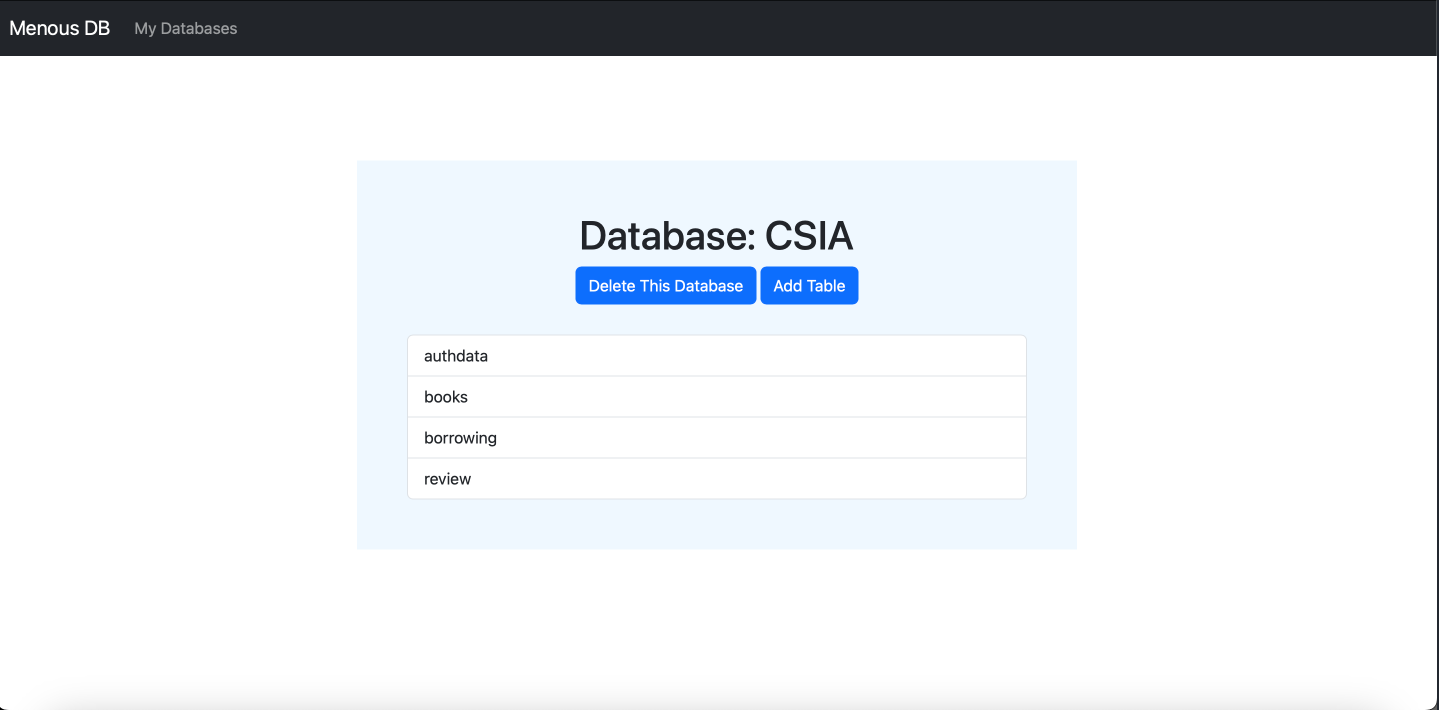 Menous DB My Databases
Database: CSIA
Delete This Database Add Table
authdata
books
borrowing
review